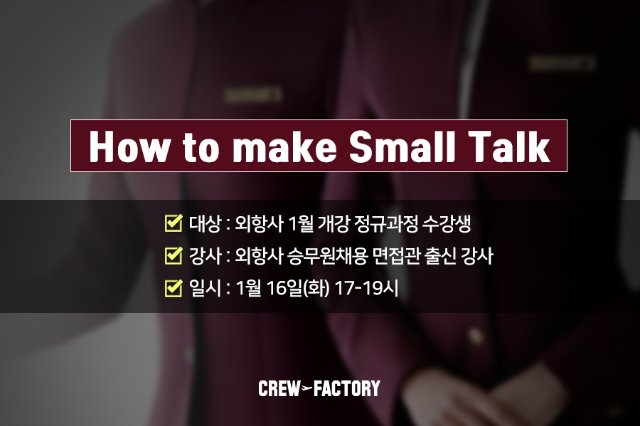 How to make Small Talk
대상 : 외항사 1월 개강 정규과정 수강생
강사 : 외항사 승무원채용 면접관 출신 강사
일시 : 1월 16일(화) 17-19시
CREW FACTORY